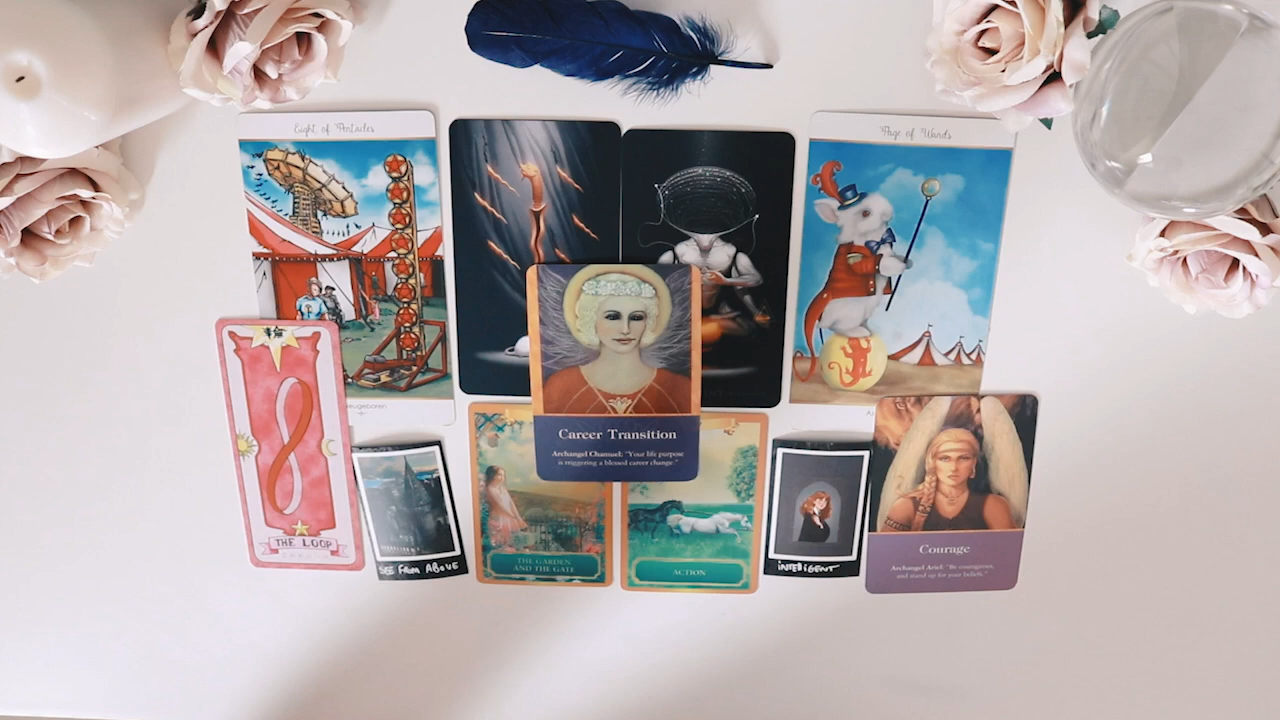 Eight of Pentacles
Page of Wands
Career Transition
Archangel Chamuel: "Your life purpose
is triggering a blessed career change."
THE LOOP
SEE FROM ABOVE
THE GARDEN
AND THE GATE
ACTION
Courage
Archangel Ariel: "Be courageous,
and stand up for your beliefs."